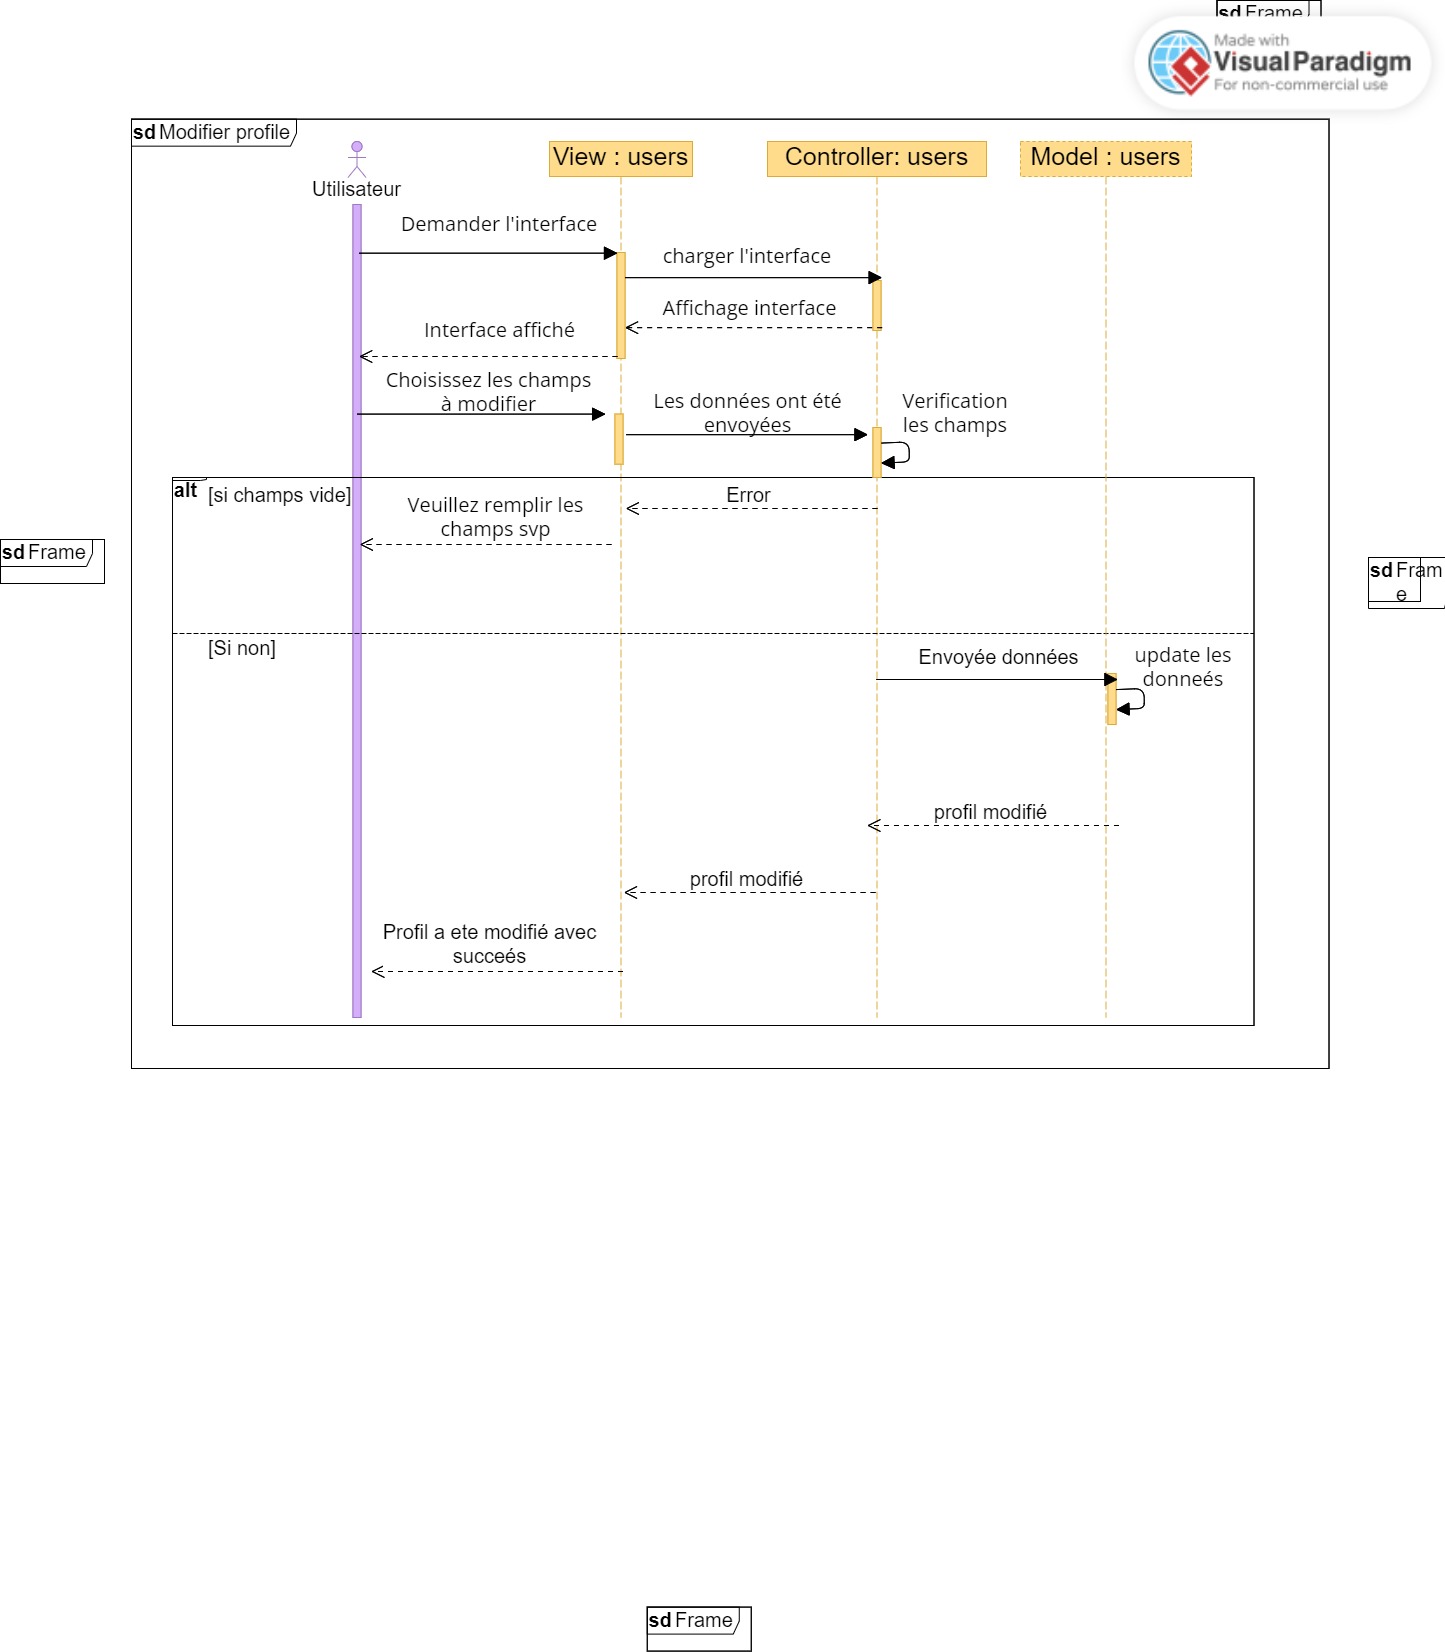 sd Frame
Made with
Visual Paradigm
For non-commercial use
sd Modifier profile
Utilisateur
View : users
Controller: users
Model : users
Demander l'interface
charger l'interface
Affichage interface
Interface affiché
Choisissez les champs
à modifier
Les données ont été
envoyées
Verification
les champs
alt [si champs vide]
Error
Veuillez remplir les
champs svp
sd Frame
sd Fram
e
[Si non]
Envoyée données
update les
donneés
profil modifié
profil modifié
Profil a ete modifié avec
succeés
sd Frame